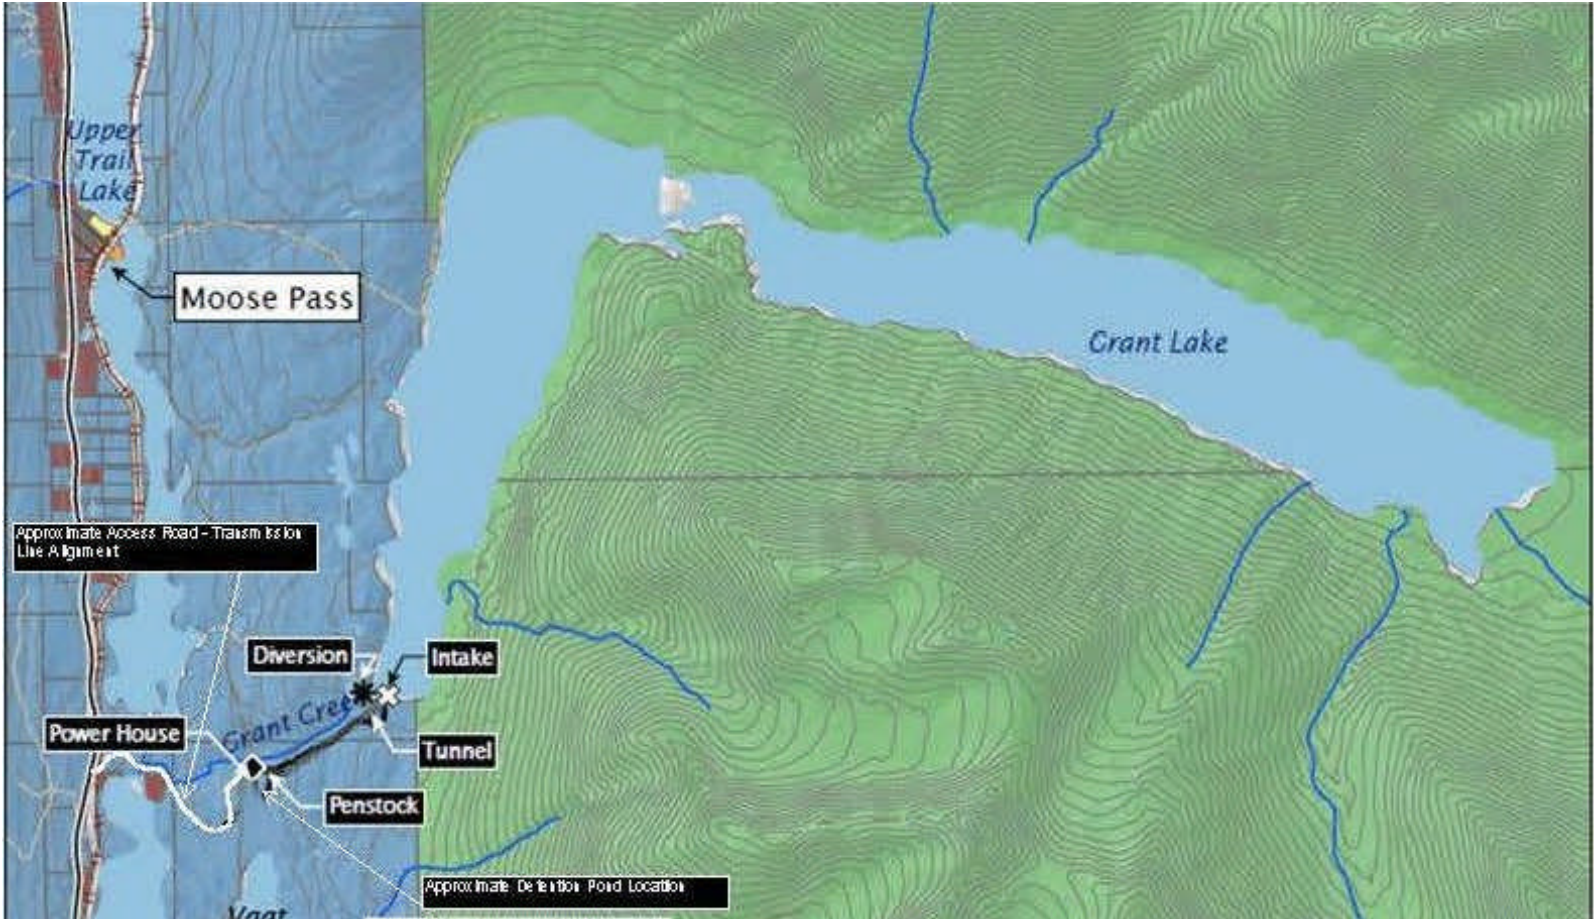 Upper
Trail
Lake
Moose Pass
Grant Lake
Approximate Access Road - Transmission
Line Alignment
Diversion
Intake
Grant Cree
Power House
Tunnel
Penstock
Approximate Detention Pond Location